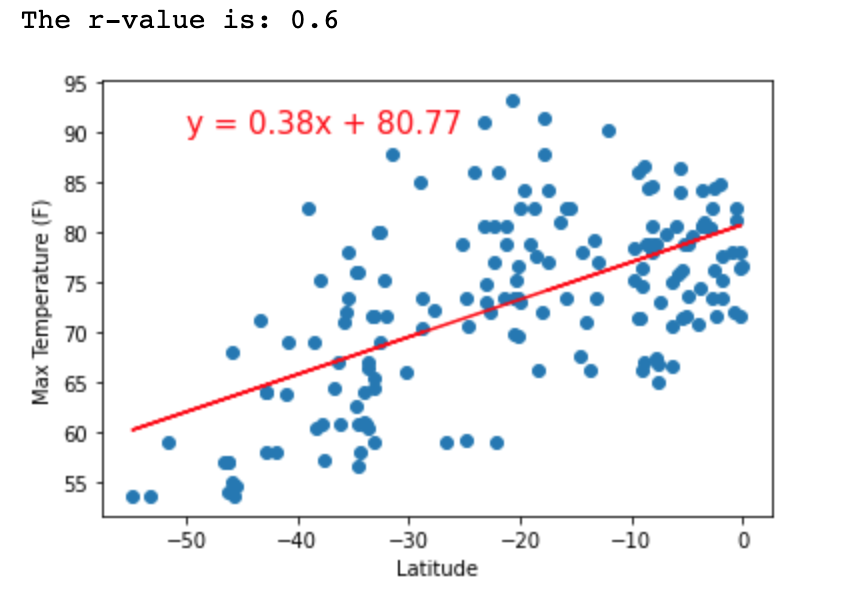 The r-value is: 0.6
y = 0.38x + 80.77
95
90
85
80
75
70
65
60
55
Max Temperature (F)
−50 −40 −30 −20 −10 0
Latitude